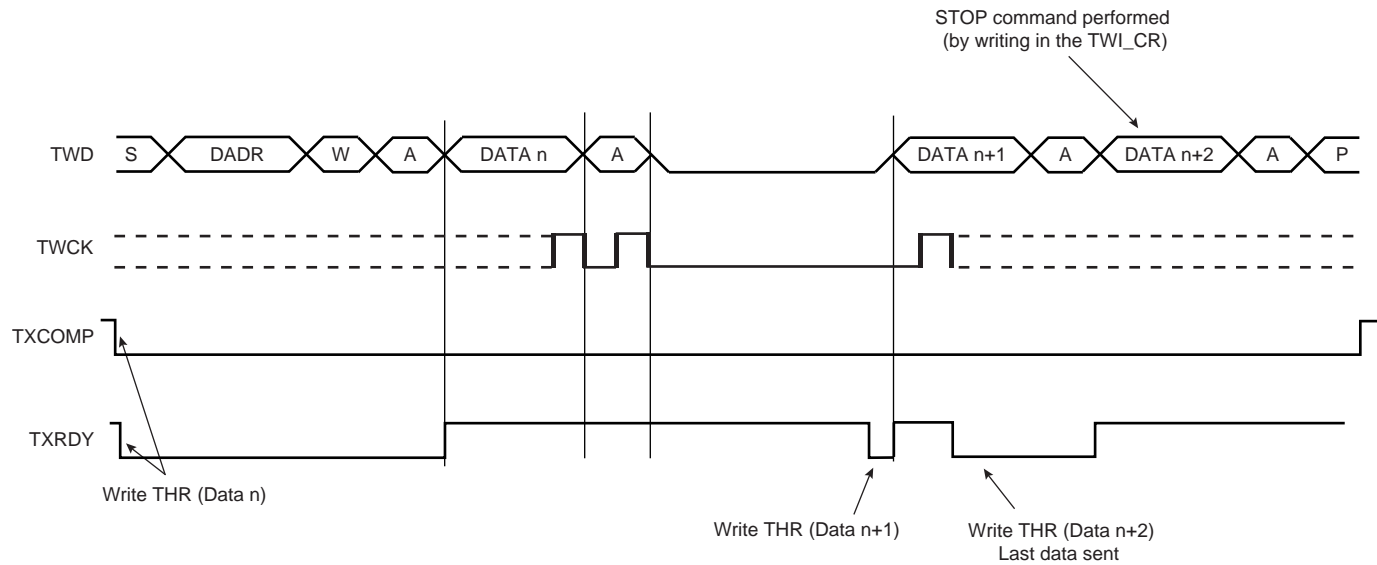 STOP command performed
(by writing in the TWI_CR)
TWD
S
DADR
W
A
DATA n
A
DATA n+1
A
DATA n+2
A
P
TWCK
TXCOMP
TXRDY
Write THR (Data n)
Write THR (Data n+1)
Write THR (Data n+2)
Last data sent